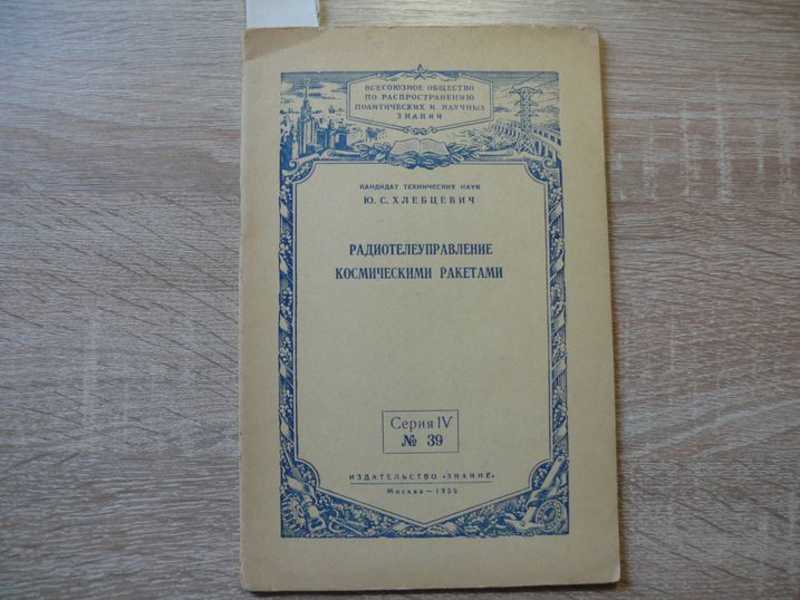 ВСЕСОЮЗНОЕ ОБЩЕСТВО
ПО РАСПРОСТРАНЕНИЮ
ПОЛИТИЧЕСКИХ И НАУЧНЫХ
ЗНАНИЙ
КАНДИДАТ ТЕХНИЧЕСКИХ НАУК
Ю. С. ХЛЕБЦЕВИЧ
РАДИОТЕЛЕУПРАВЛЕНИЕ
КОСМИЧЕСКИМИ РАКЕТАМИ
Серия IV
№ 39
ИЗДАТЕЛЬСТВО «ЗНАНИЕ»
Москва — 1955